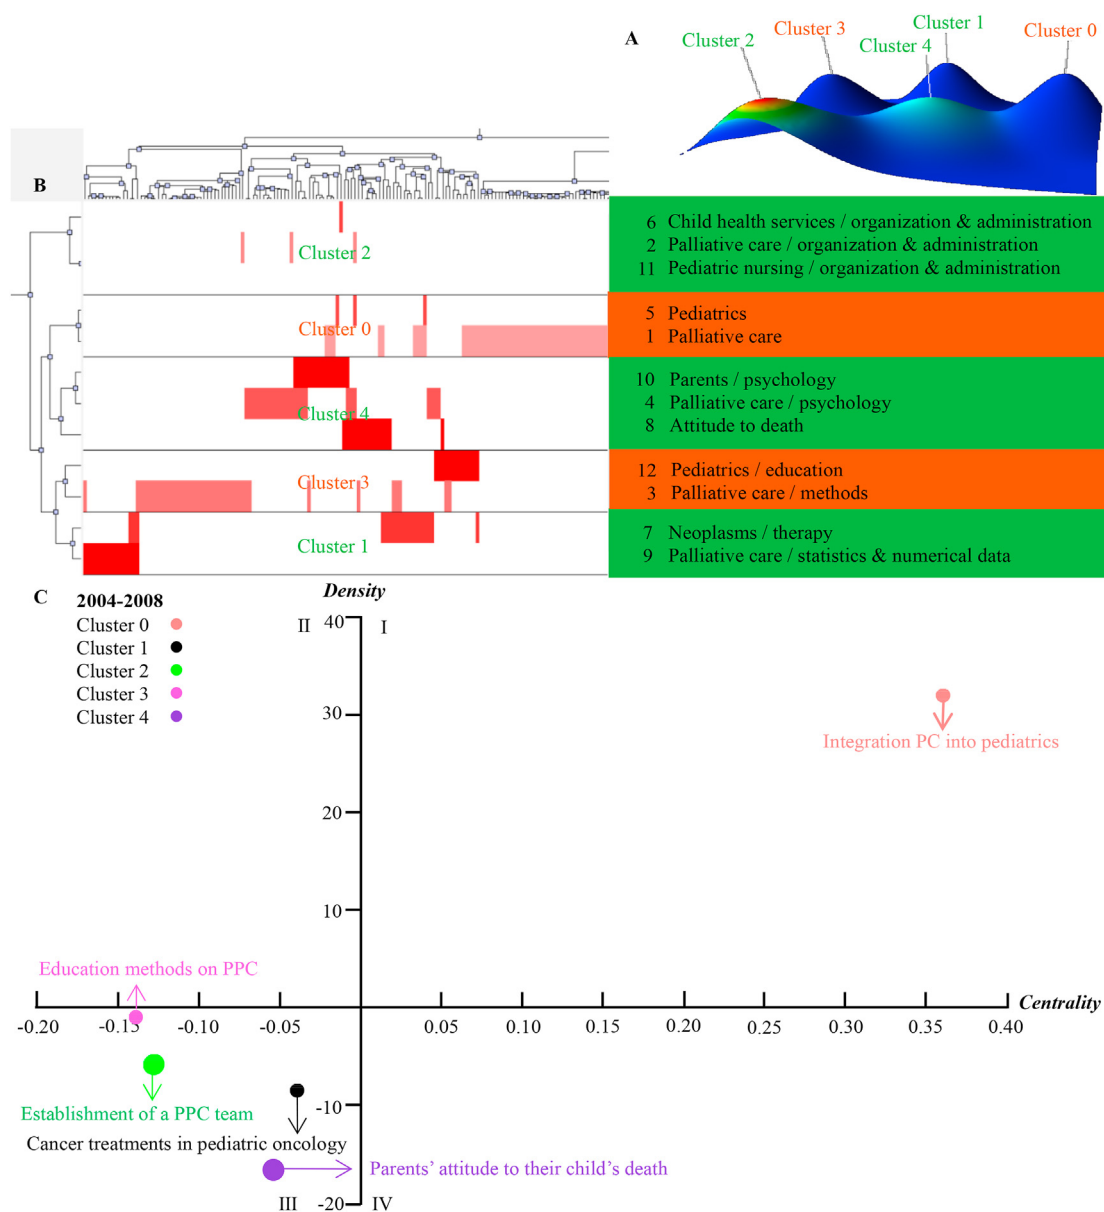 A
Cluster 2
Cluster 3
Cluster 4
Cluster 1
Cluster 0
B
Cluster 2
6 Child health services / organization & administration
2 Palliative care / organization & administration
11 Pediatric nursing / organization & administration
Cluster 0
5 Pediatrics
1 Palliative care
Cluster 4
10 Parents / psychology
4 Palliative care / psychology
8 Attitude to death
Cluster 3
12 Pediatrics / education
3 Palliative care / methods
Cluster 1
7 Neoplasms / therapy
9 Palliative care / statistics & numerical data
C
2004-2008
Cluster 0
Cluster 1
Cluster 2
Cluster 3
Cluster 4
Density
II
I
40
30
20
10
Integration PC into pediatrics
Education methods on PPC
Centrality
-0.20 -0.15 -0.10 -0.05 0.05 0.10 0.15 0.20 0.25 0.30 0.35 0.40
Establishment of a PPC team
-10
Cancer treatments in pediatric oncology
Parents’ attitude to their child’s death
III
-20
IV